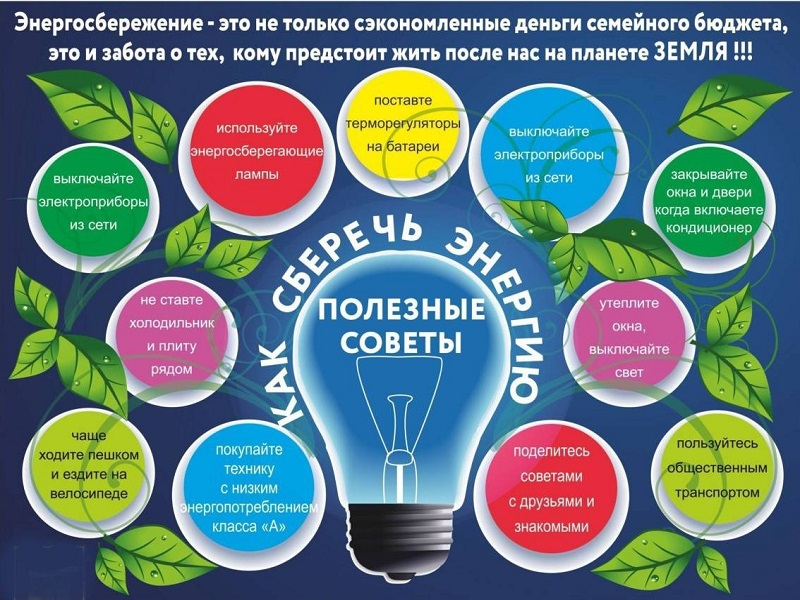 Энергосбережение - это не только сэкономленные деньги семейного бюджета,
это и забота о тех, кому предстоит жить после нас на планете ЗЕМЛЯ !!!
КАК СБЕРЕЧЬ ЭНЕРГИЮ
ПОЛЕЗНЫЕ
СОВЕТЫ
выключайте
электроприборы
из сети
используйте
энергосберегающие
лампы
поставте
терморегуляторы
на батареи
выключайте
электроприборы
из сети
закрывайте
окна и двери
когда включаете
кондиционер
не ставте
холодильник
и плиту
рядом
утеплите
окна,
выключайте
свет
чаще
ходите пешком
и ездите на
велосипеде
покупайте
технику
с низким
энергопотреблением
класса «А»
поделитесь
советами
с друзьями и
знакомыми
пользуйтесь
общественным
транспортом